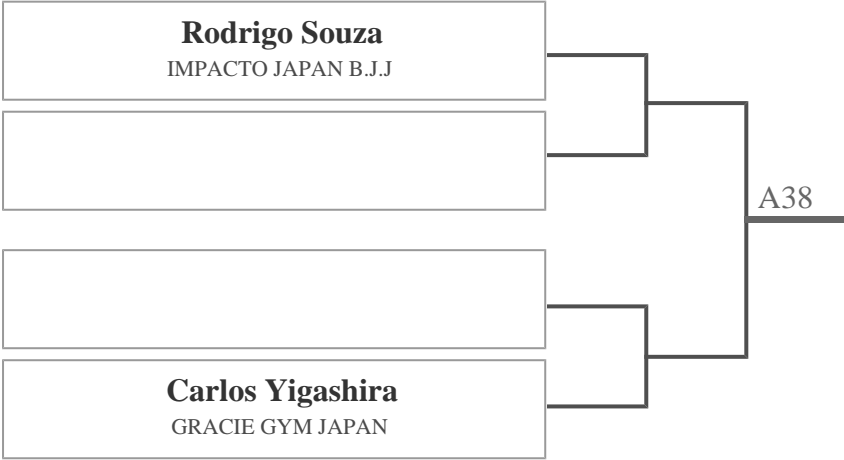 Rodrigo Souza
IMPACTO JAPAN B.J.J
A38
Carlos Yigashira
GRACIE GYM JAPAN